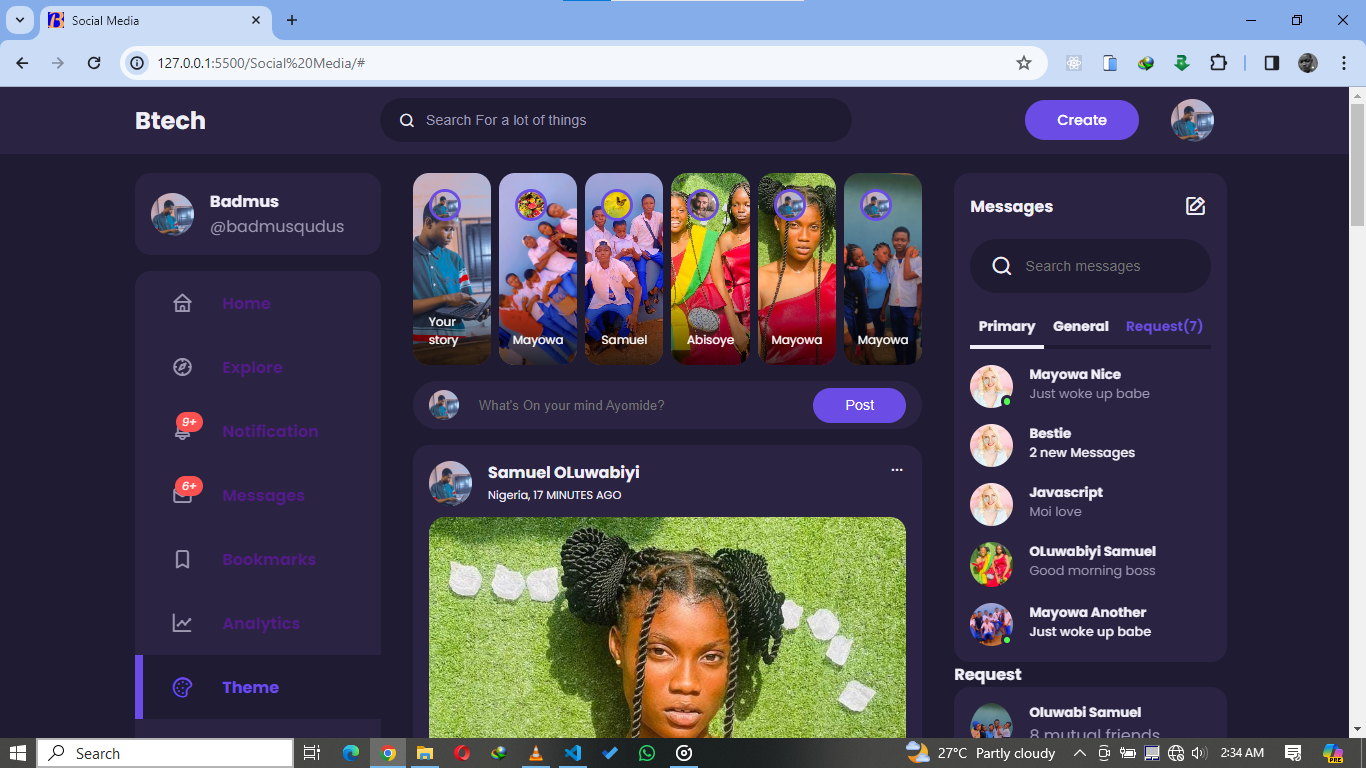 Social Media
127.0.0.1:5500/Social%20Media/#
Btech
Search For a lot of things
Create
Badmus
@badmusqudus
Home
Explore
9+
Notification
6+
Messages
Bookmarks
Analytics
Theme
Your
story
Mayowa
Samuel
Abisoye
Mayowa
Mayowa
What's On your mind Ayomide?
Post
Samuel OLuwabiyi
Nigeria, 17 MINUTES AGO
Messages
Search messages
Primary General Request(7)
Mayowa Nice
Just woke up babe
Bestie
2 new Messages
Javascript
Moi love
OLuwabiyi Samuel
Good morning boss
Mayowa Another
Just woke up babe
Request
Oluwabi Samuel
8 mutual friends
Search
27°C Partly cloudy
2:34 AM
PRE